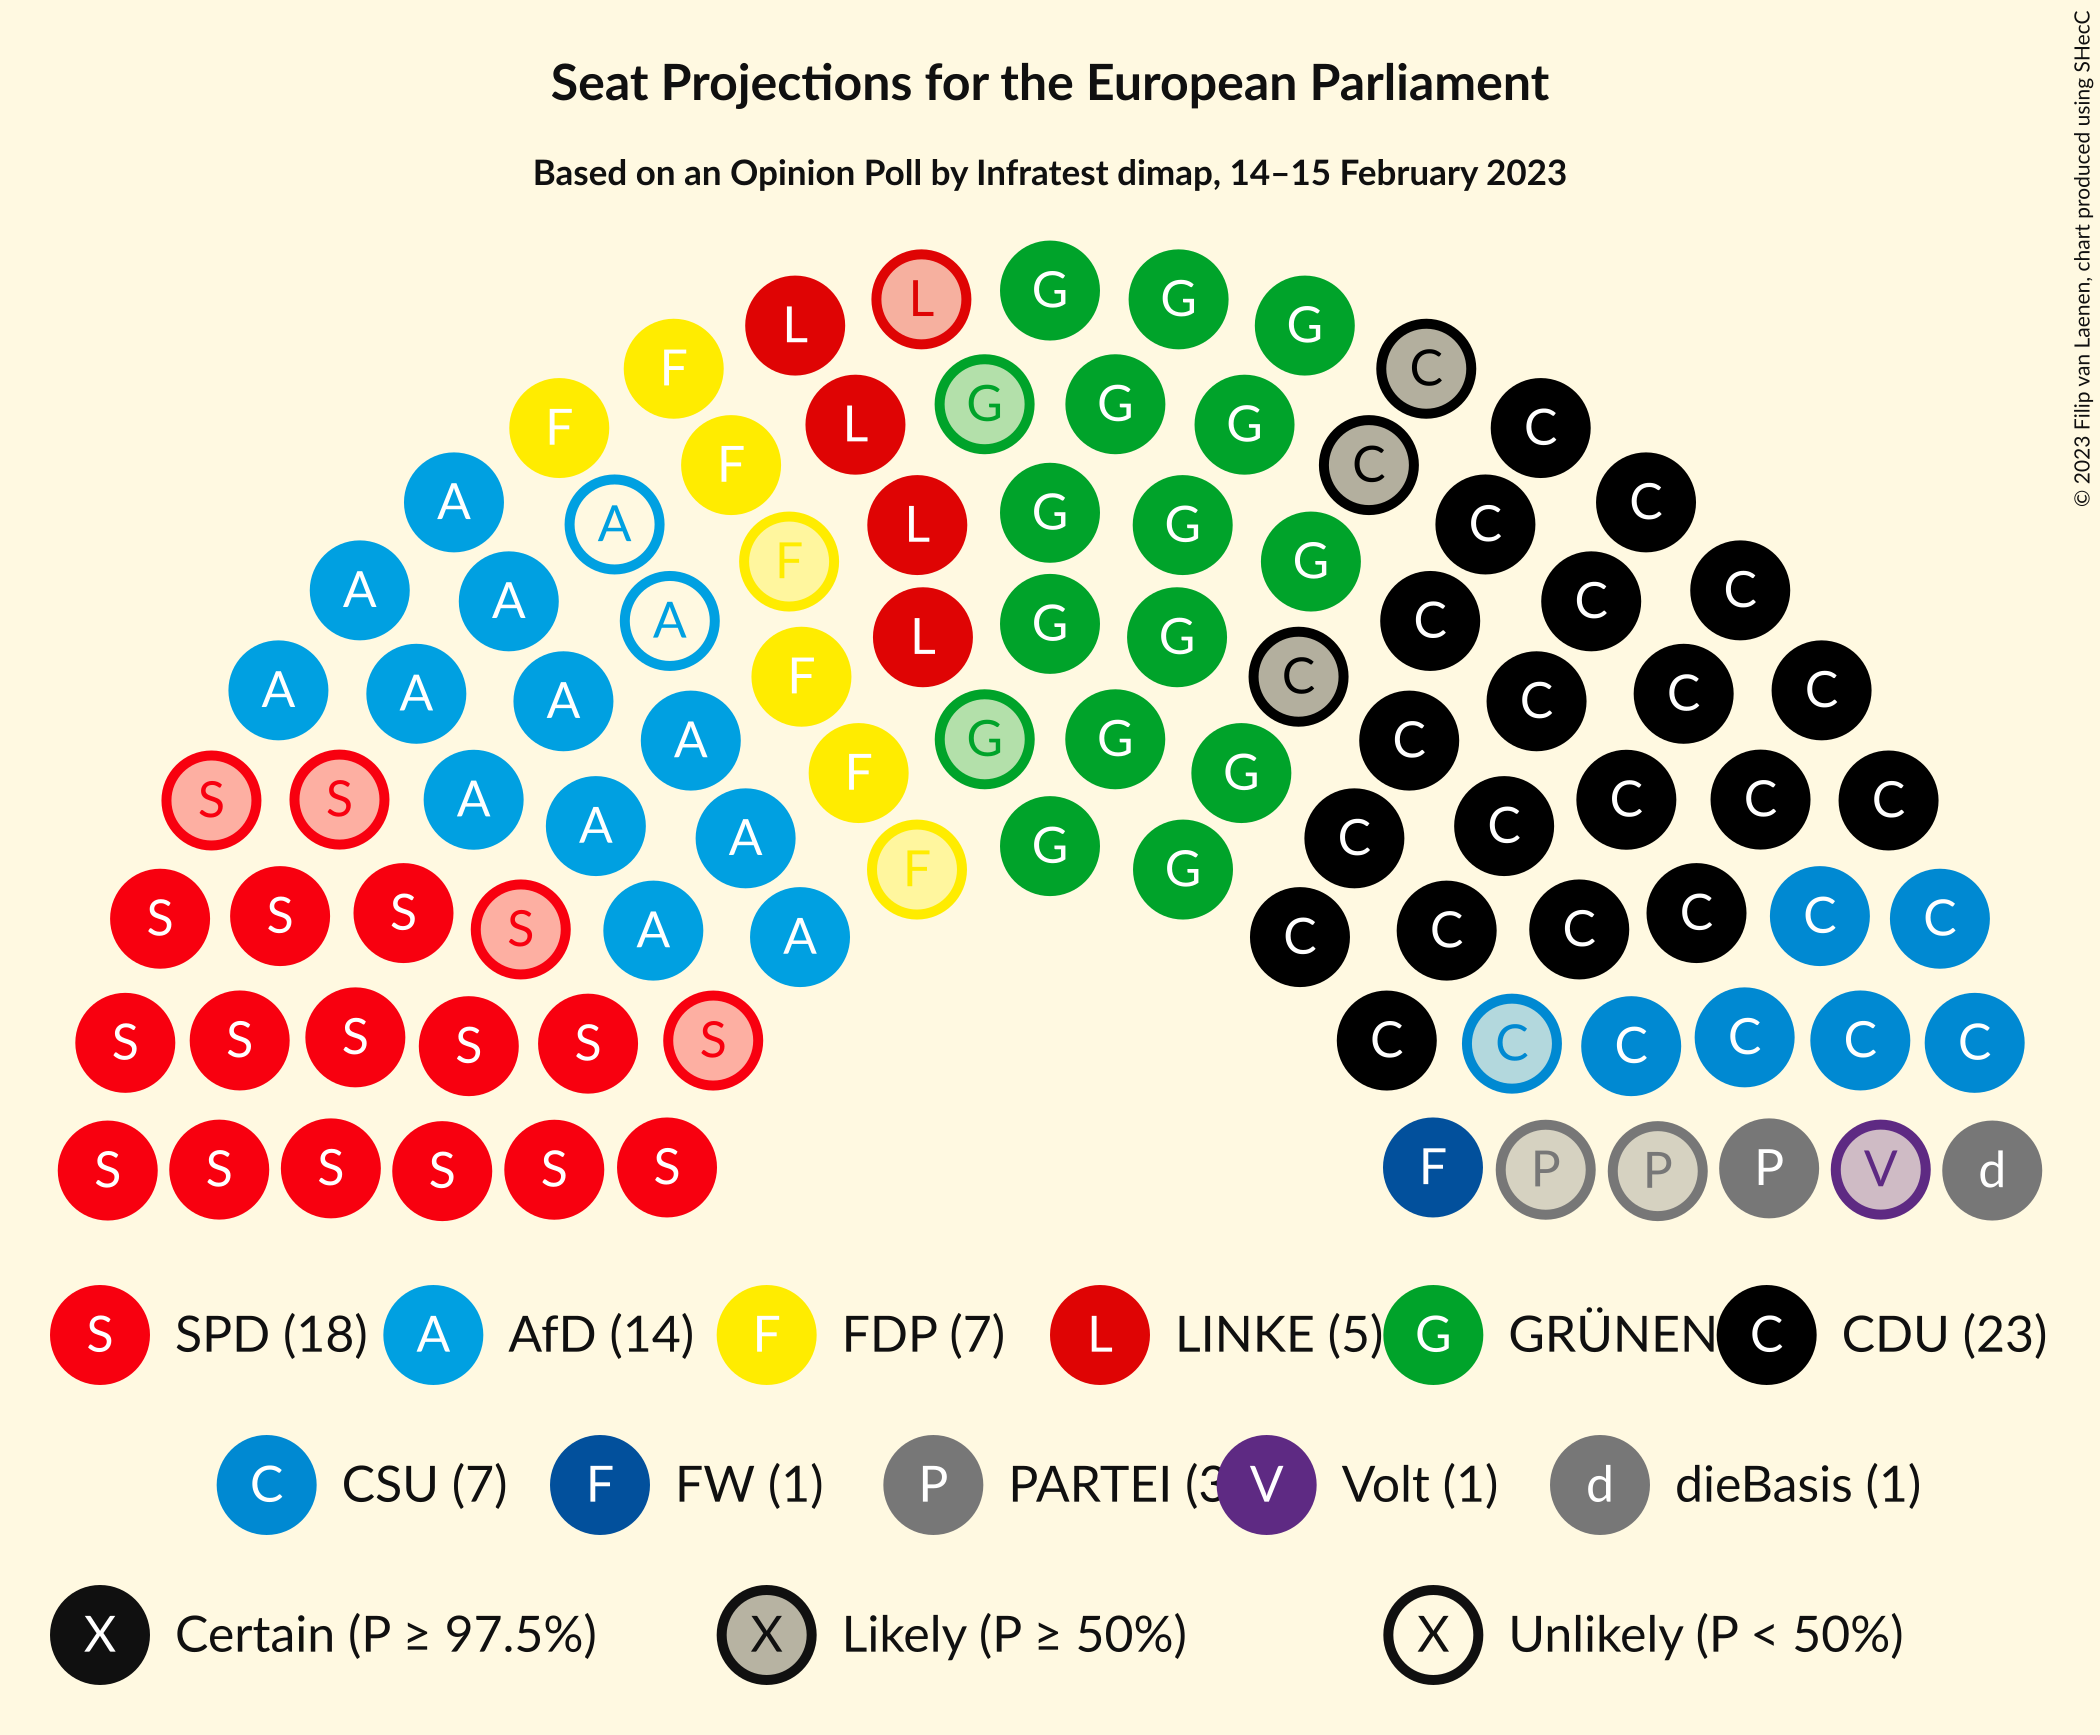 Seat Projections for the European Parliament
Based on an Opinion Poll by Infratest dimap, 14–15 February 2023
© 2023 Filip van Laenen, chart produced using SHecC
L G G G
L F G G G C
F L C
F G G C C
A A F L G G G C C
A A A F L G G C C C
A A A A F G G G C C C C
S S A A A F G G C C C C C
S S S S A A C C C C C C
S S S S S S C C C C C C
S S S S S S F P P P V d
S SPD (18) A AfD (14) F FDP (7) L LINKE (5) G GRÜNEN C CDU (23)
C CSU (7) F FW (1) P PARTEI (3 V Volt (1) d dieBasis (1)
X Certain (P ≥ 97.5%) X Likely (P ≥ 50%) X Unlikely (P < 50%)